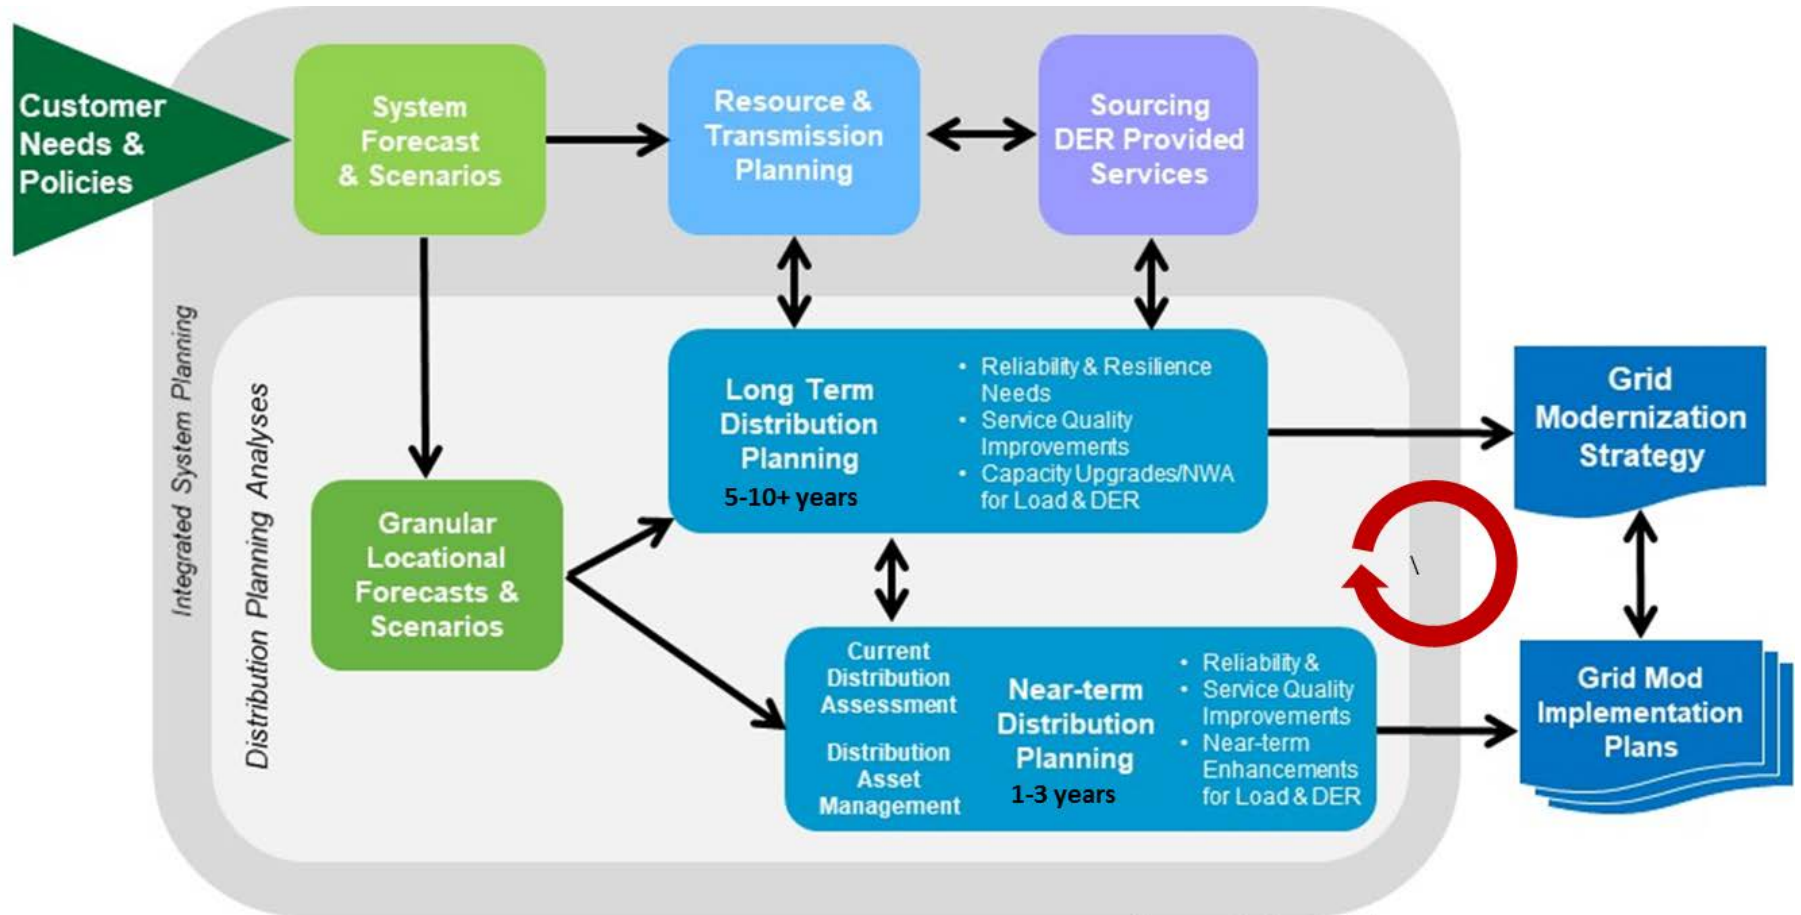 Customer
Needs &
Policies
System
Forecast
& Scenarios
Resource &
Transmission
Planning
Sourcing
DER Provided
Services
Integrated System Planning
Distribution Planning Analyses
Granular
Locational
Forecasts &
Scenarios
Long Term
Distribution
Planning
5-10+ years
• Reliability & Resilience
Needs
• Service Quality
Improvements
• Capacity Upgrades/NWA
for Load & DER
Grid
Modernization
Strategy
\
Current
Distribution
Assessment
Distribution
Asset
Management
Near-term
Distribution
Planning
1-3 years
• Reliability &
• Service Quality
Improvements
• Near-term
Enhancements
for Load & DER
Grid Mod
Implementation
Plans